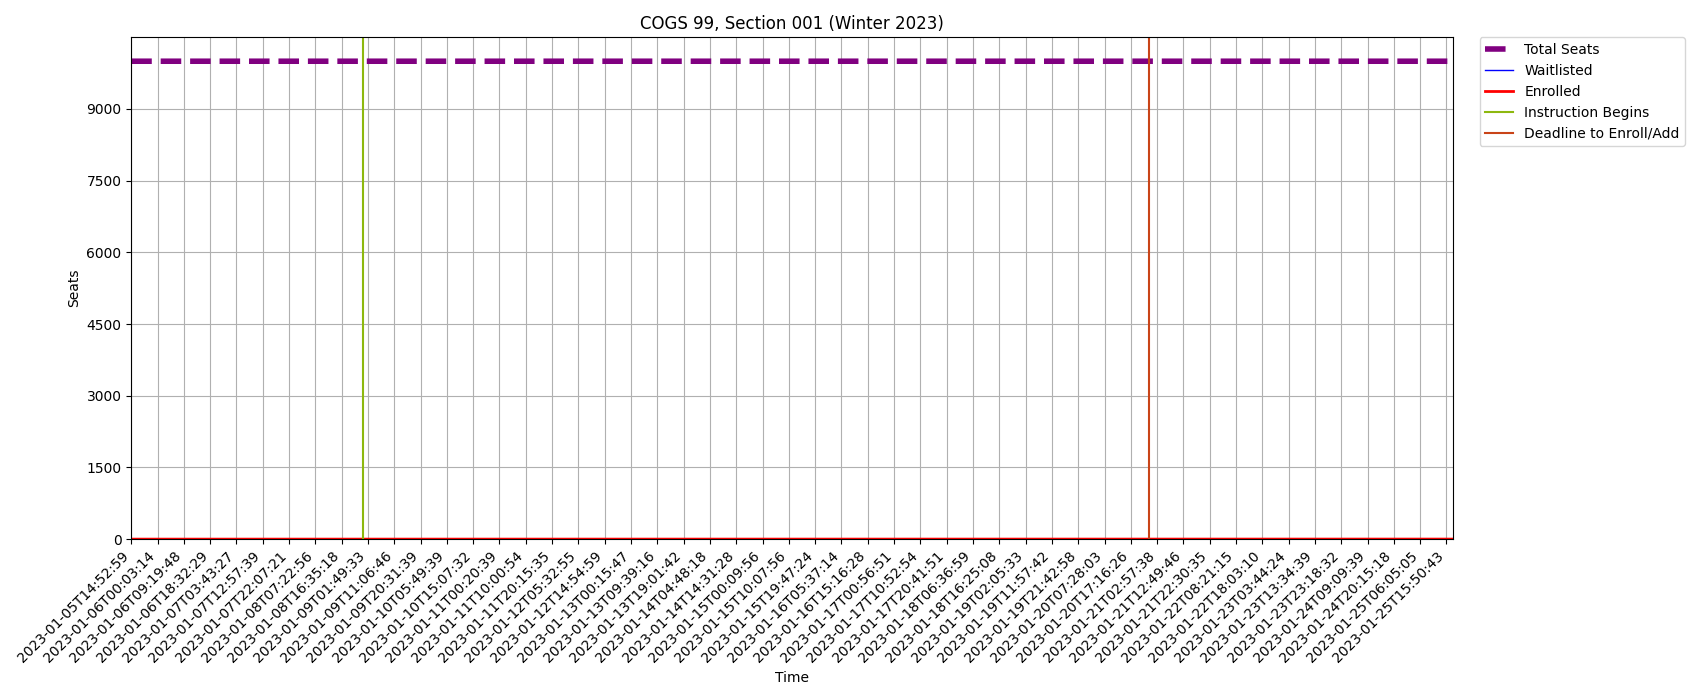 COGS 99, Section 001 (Winter 2023)
Total Seats
Waitlisted
Enrolled
Instruction Begins
Deadline to Enroll/Add
9000
7500
6000
4500
3000
1500
0
Seats
2023-01-05T14:52:59
2023-01-06T00:03:14
2023-01-06T09:19:48
2023-01-06T18:32:29
2023-01-07T03:43:27
2023-01-07T12:57:39
2023-01-07T22:07:21
2023-01-08T07:22:56
2023-01-08T16:35:18
2023-01-09T01:49:33
2023-01-09T11:06:46
2023-01-09T20:31:39
2023-01-10T05:49:39
2023-01-10T15:07:32
2023-01-11T00:20:39
2023-01-11T10:00:54
2023-01-11T20:15:35
2023-01-12T05:32:55
2023-01-12T14:54:59
2023-01-13T00:15:47
2023-01-13T09:39:16
2023-01-13T19:01:42
2023-01-14T04:48:18
2023-01-14T14:31:28
2023-01-15T00:09:56
2023-01-15T10:07:56
2023-01-15T19:47:24
2023-01-16T05:37:14
2023-01-16T15:16:28
2023-01-17T00:56:51
2023-01-17T10:52:54
2023-01-17T20:41:51
2023-01-18T06:36:59
2023-01-18T16:25:08
2023-01-19T02:05:33
2023-01-19T11:57:42
2023-01-19T21:42:58
2023-01-20T07:28:03
2023-01-20T17:16:26
2023-01-21T02:57:38
2023-01-21T12:49:46
2023-01-21T22:30:35
2023-01-22T08:21:15
2023-01-22T18:03:10
2023-01-23T03:44:24
2023-01-23T13:34:39
2023-01-23T23:18:32
2023-01-24T09:09:39
2023-01-24T20:15:18
2023-01-25T06:05:05
2023-01-25T15:50:43
Time